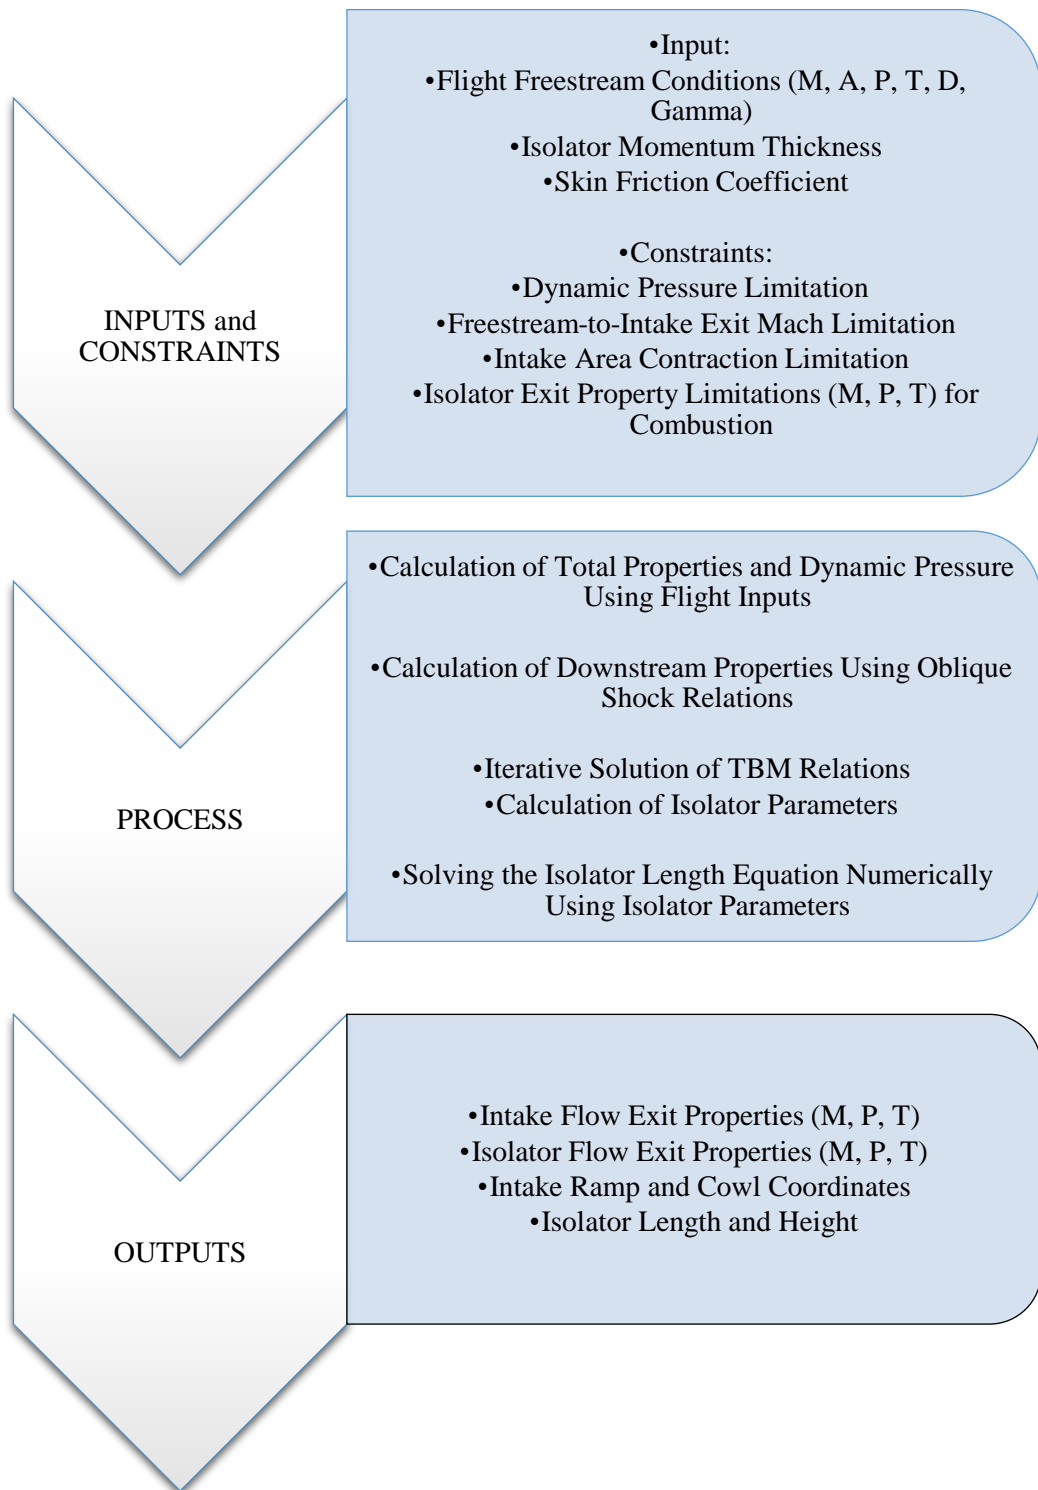 INPUTS and
CONSTRAINTS
•Input:
•Flight Freestream Conditions (M, A, P, T, D,
Gamma)
•Isolator Momentum Thickness
•Skin Friction Coefficient
•Constraints:
•Dynamic Pressure Limitation
•Freestream-to-Intake Exit Mach Limitation
•Intake Area Contraction Limitation
•Isolator Exit Property Limitations (M, P, T) for
Combustion
PROCESS
•Calculation of Total Properties and Dynamic Pressure
Using Flight Inputs
•Calculation of Downstream Properties Using Oblique
Shock Relations
•Iterative Solution of TBM Relations
•Calculation of Isolator Parameters
•Solving the Isolator Length Equation Numerically
Using Isolator Parameters
OUTPUTS
•Intake Flow Exit Properties (M, P, T)
•Isolator Flow Exit Properties (M, P, T)
•Intake Ramp and Cowl Coordinates
•Isolator Length and Height